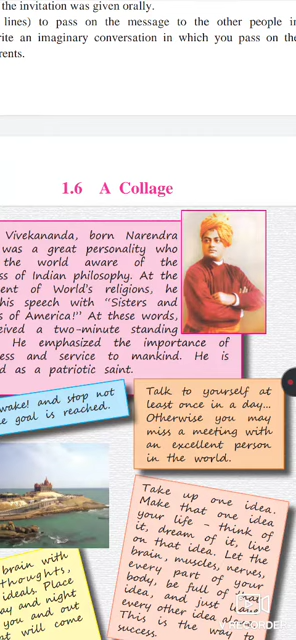 the invitation was given orally.
lines) to pass on the message to the other people in
rite an imaginary conversation in which you pass on the
rents.
1.6 A Collage
Vivekananda, born Narendra
was a great personality who
the world aware of the
ss of Indian philosophy. At the
ent of World's religions, he
his speech with "Sisters and
s of America!" At these words,
eived a two-minute standing
He emphasized the importance of
ess and service to mankind. He is
d as a patriotic saint.
wake! and stop not
e goal is reached.
Talk to yourself at
least once in a day...
Otherwise you may
miss a meeting with
an excellent person
in the world.
Take up one idea.
Make that one idea
your life - think of
it, dream of it, live
on that idea. Let the
brain, muscles, nerves,
every part of your
body, be full of that
idea, and just
every other idea
This is the way to
success.
brain with
thoughts,
ideals. Place
ay and night
you and out
at will come
RECORDER